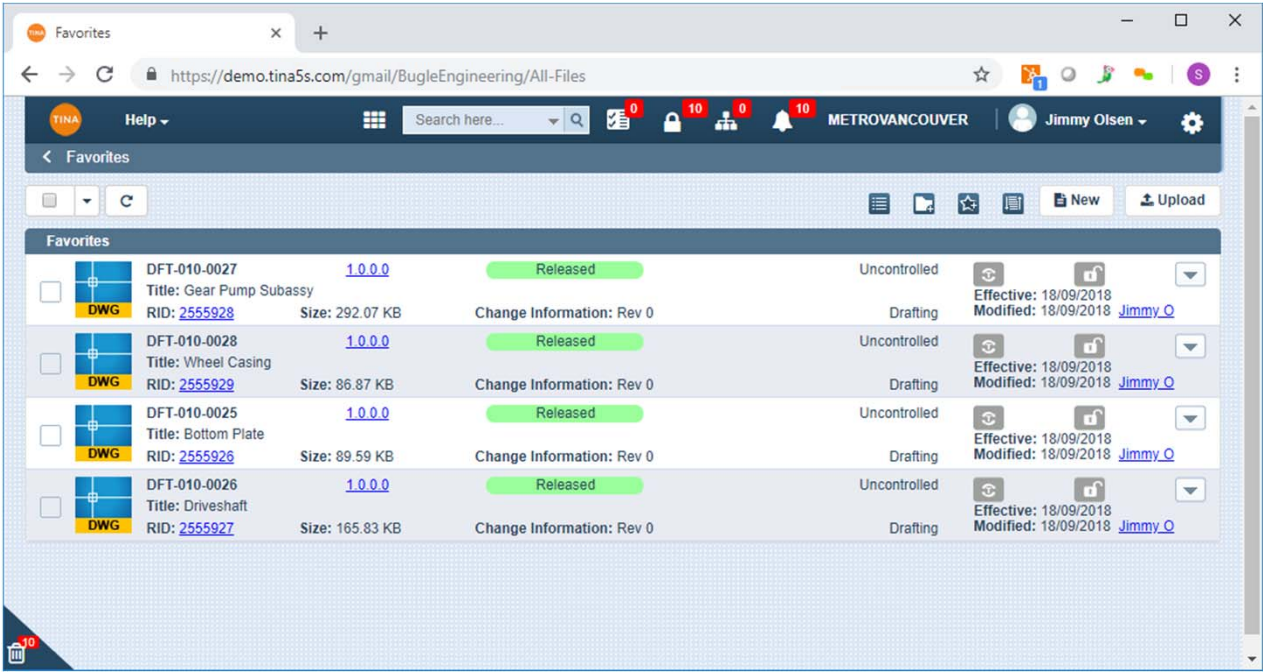 TINA Favorites
https://demo.tina5s.com/gmail/BugleEngineering/All-Files 1 S
TINA Help Search here... 0 10 0 10 METROVANCOUVER Jimmy Olsen
Favorites
New Upload
Favorites
DFT-010-0027 1.0.0.0 Released Uncontrolled
Title: Gear Pump Subassy Effective: 18/09/2018
DWG RID: 2555928 Size: 292.07 KB Change Information: Rev 0 Drafting Modified: 18/09/2018 Jimmy O
DFT-010-0028 1.0.0.0 Released Uncontrolled
Title: Wheel Casing Effective: 18/09/2018
DWG RID: 2555929 Size: 86.87 KB Change Information: Rev 0 Drafting Modified: 18/09/2018 Jimmy O
DFT-010-0025 1.0.0.0 Released Uncontrolled
Title: Bottom Plate Effective: 18/09/2018
DWG RID: 2555926 Size: 89.59 KB Change Information: Rev 0 Drafting Modified: 18/09/2018 Jimmy O
DFT-010-0026 1.0.0.0 Released Uncontrolled
Title: Driveshaft Effective: 18/09/2018
DWG RID: 2555927 Size: 165.83 KB Change Information: Rev 0 Drafting Modified: 18/09/2018 Jimmy O
10